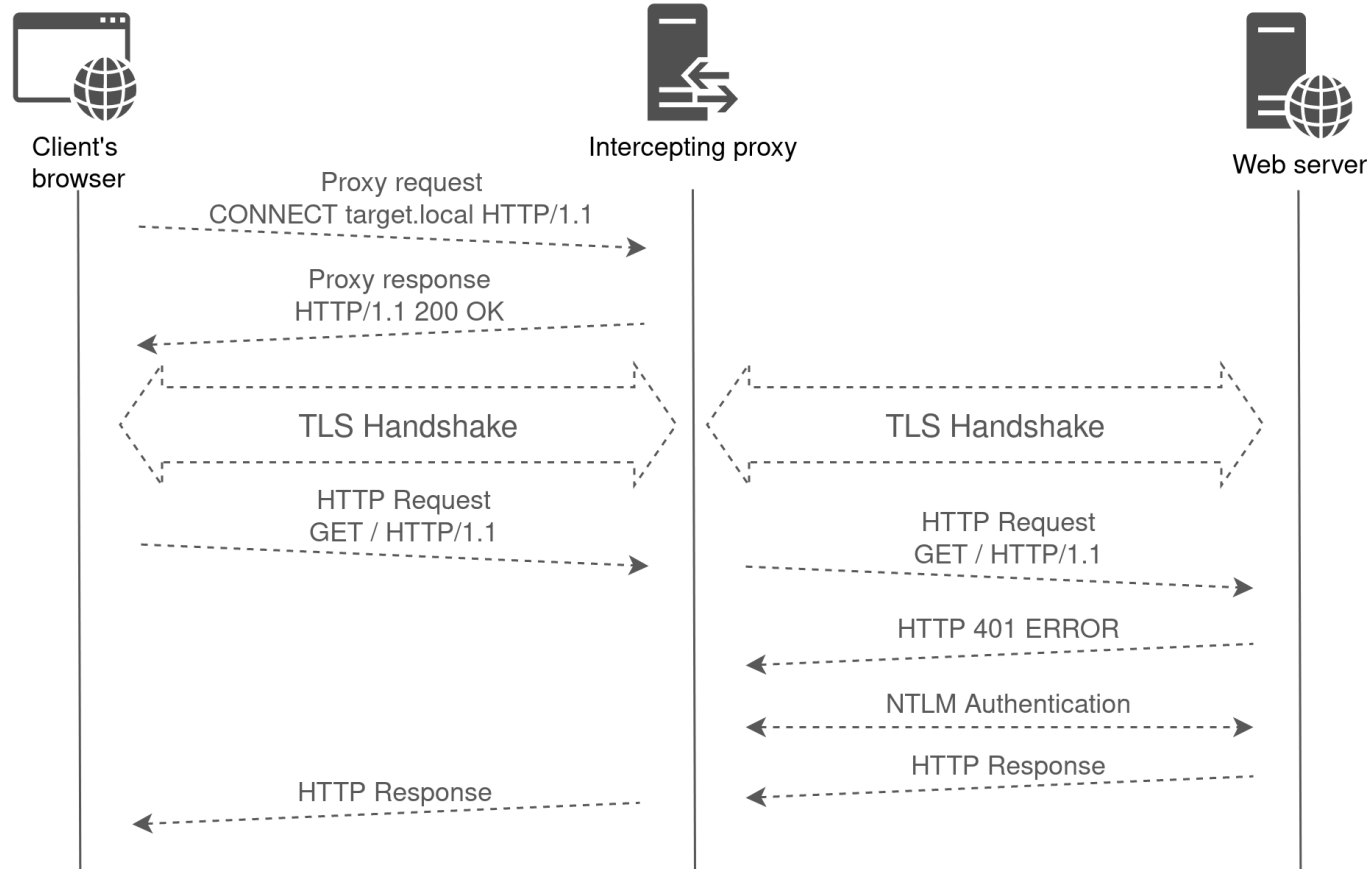 Client's
browser
Intercepting proxy
Web server
Proxy request
CONNECT target.local HTTP/1.1
Proxy response
HTTP/1.1 200 OK
TLS Handshake
TLS Handshake
HTTP Request
GET / HTTP/1.1
HTTP Request
GET / HTTP/1.1
HTTP 401 ERROR
NTLM Authentication
HTTP Response
HTTP Response